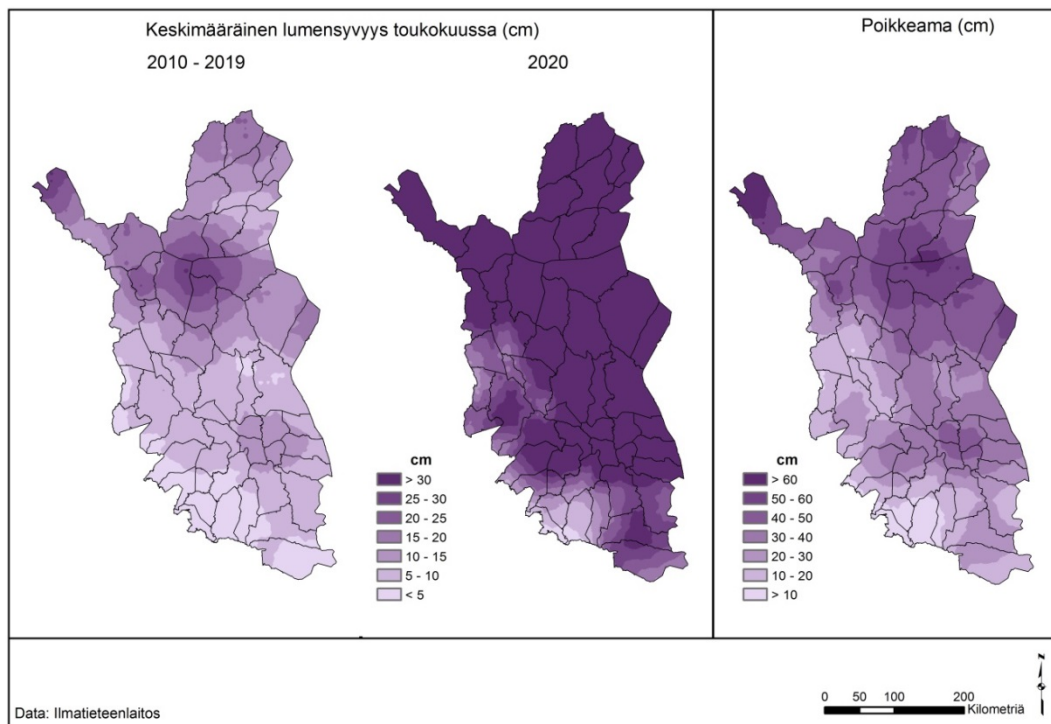 Keskimääräinen lumensyvyys toukokuussa (cm)
2010 - 2019
2020
Poikkeama (cm)
cm
> 30
25 - 30
20 - 25
15 - 20
10 - 15
5 - 10
< 5
cm
> 60
50 - 60
40 - 50
30 - 40
20 - 30
10 - 20
> 10
Data: Ilmatieteenlaitos
0 50 100 200
Kilometriä
N